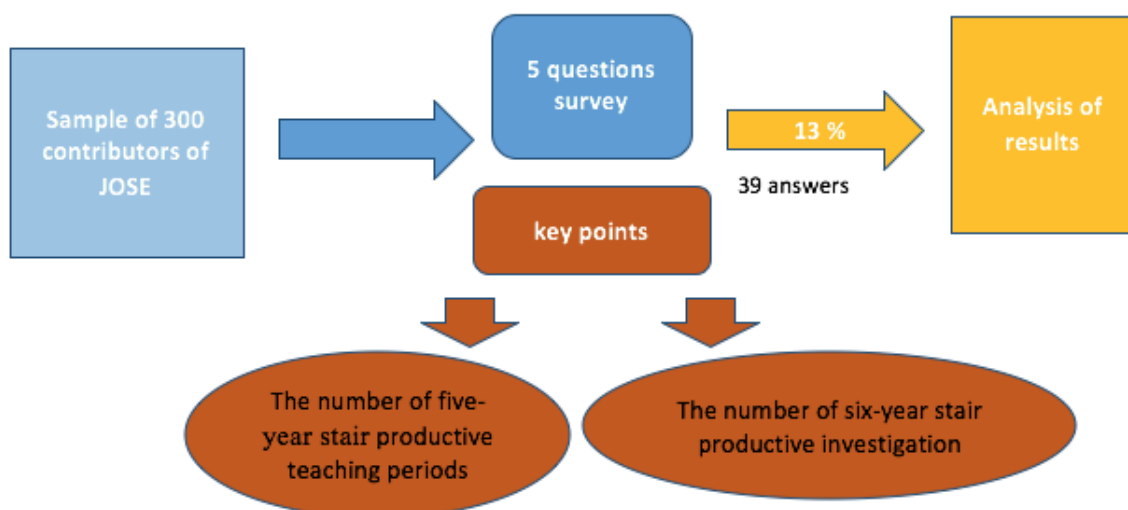 Sample of 300
contributors of
JOSE
5 questions
survey
13 %
39 answers
Analysis of
results
key points
The number of five-
year stair productive
teaching periods
The number of six-year stair
productive investigation